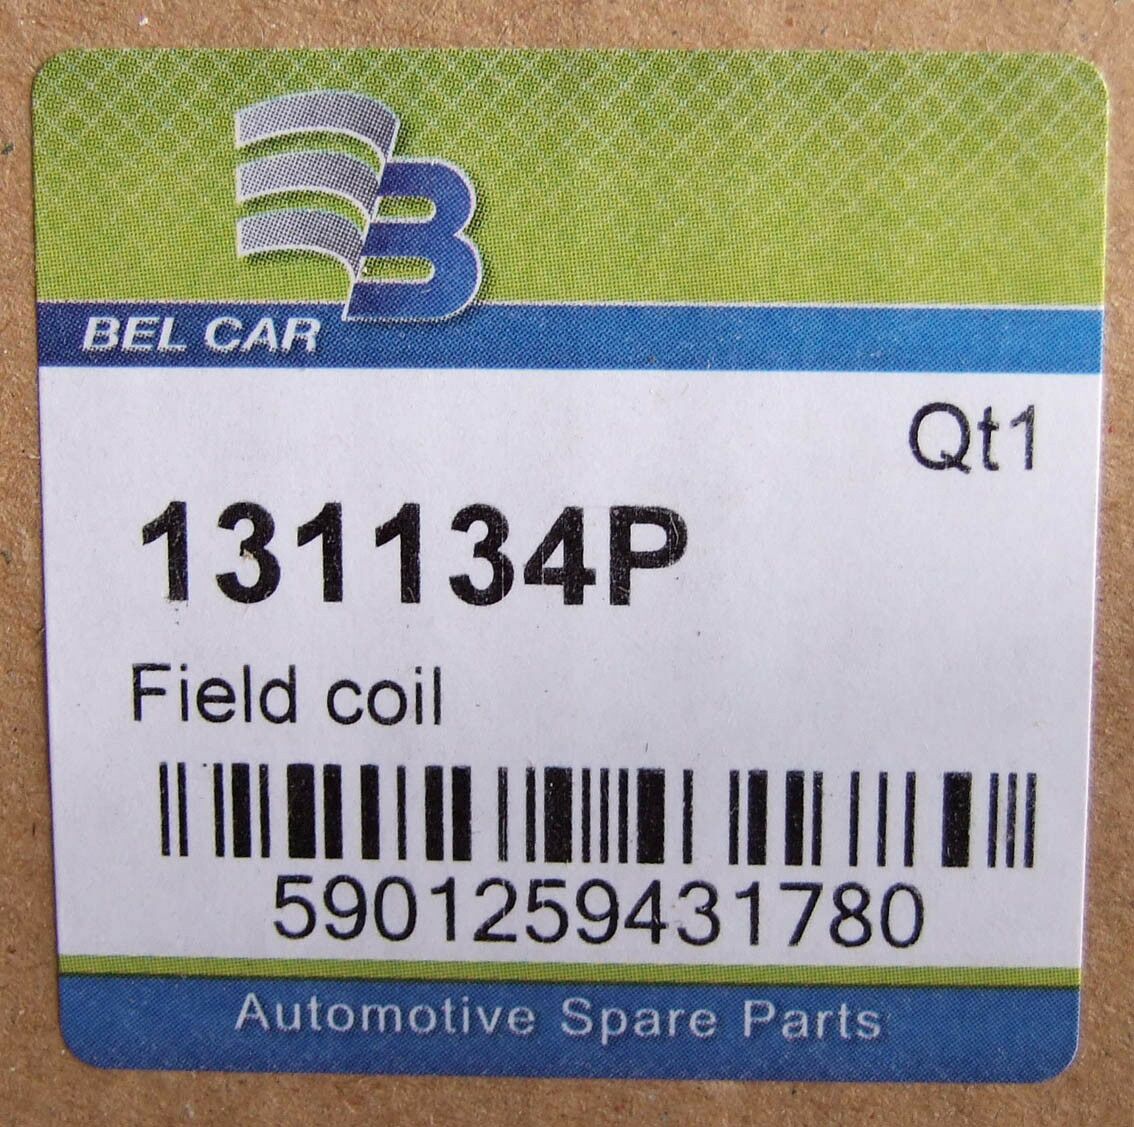 B
BEL CAR
Qt1
131134P
Field coil
5901259431780
Automotive Spare Parts